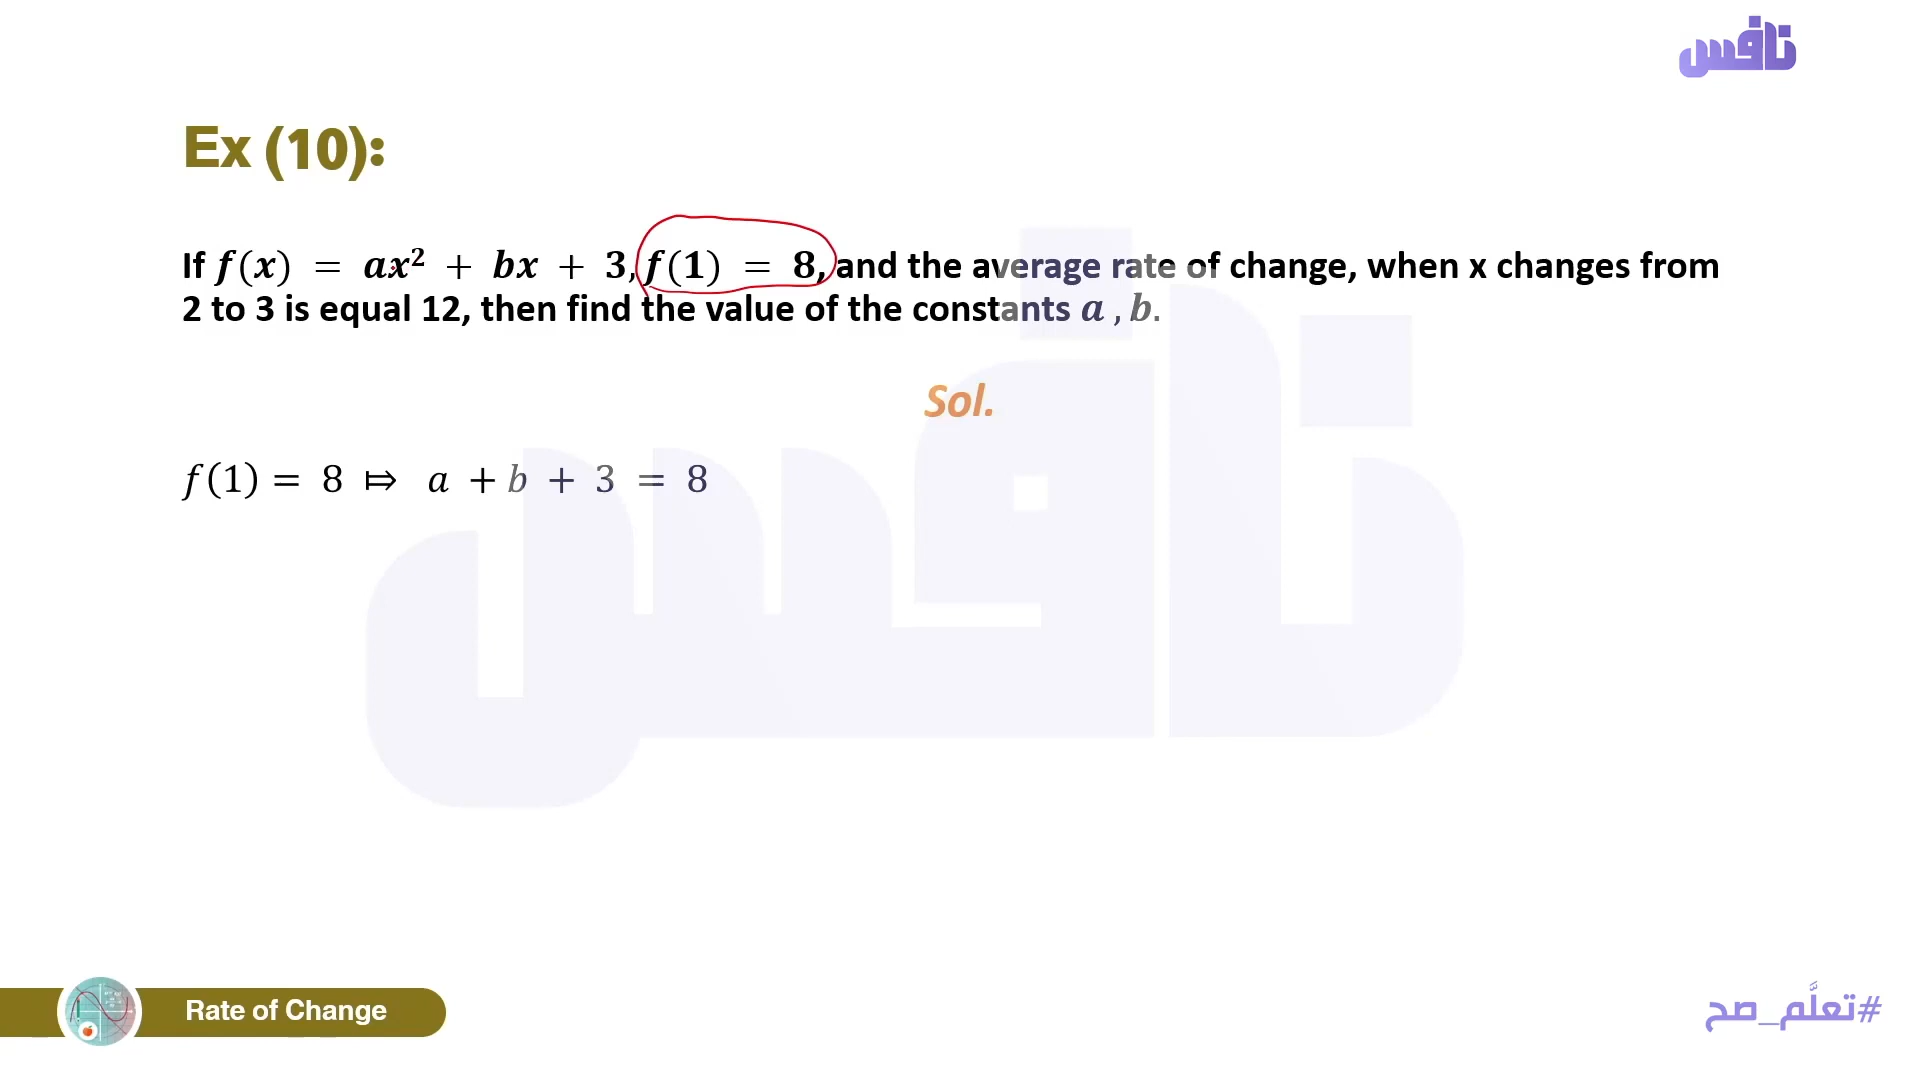 نافس
Ex (10):
If f(x) = ax² + bx + 3, f(1) = 8, and the average rate of change, when x changes from
2 to 3 is equal 12, then find the value of the constants a , b.
Sol.
f(1) = 8 ⤇ a + b + 3 = 8
نافس
Rate of Change
#تعلَّم_صح